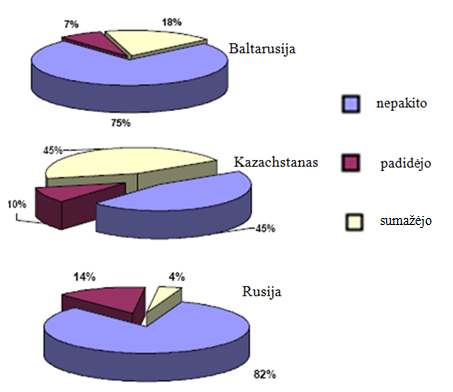 7%
18%
Baltarusija
75%
nepakito
45%
Kazachstanas
padidėjo
10%
sumažėjo
45%
14%
4%
Rusija
82%